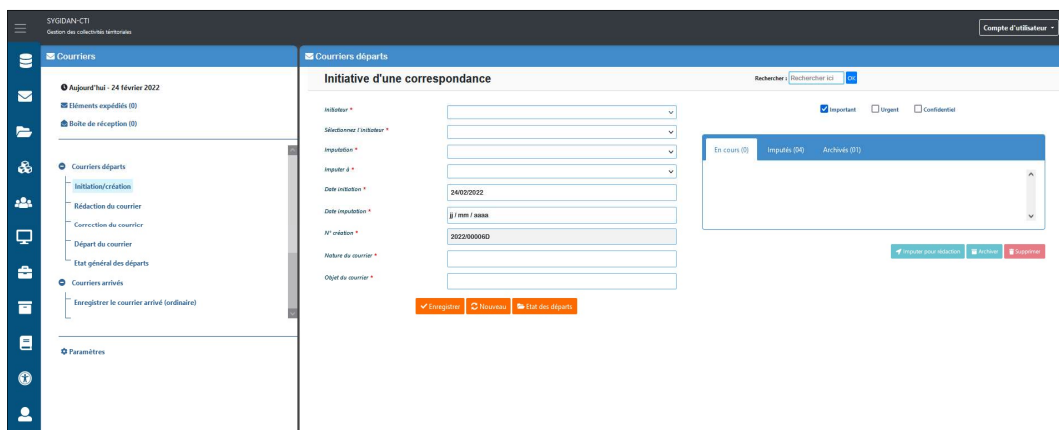 SYGIDAN-CTI
Gestion des collectivités térritoriales
Compte d'utilisateur
Courriers
Aujourd'hui - 24 février 2022
Eléments expédiés (0)
Boîte de réception (0)
Courriers départs
Initiation/création
Rédaction du courrier
Correction du courrier
Départ du courrier
Etat général des départs
Courriers arrivés
Enregistrer le courrier arrivé (ordinaire)
Paramètres
Courriers départs
Initiative d'une correspondance
Rechercher : Rechercher ici OK
Initiateur *
Sélectionnez l'initiateur *
Imputation *
Imputer à *
Date initiation * 24/02/2022
Date imputation * jj / mm / aaaa
N° création * 2022/00006D
Nature du courrier *
Objet du courrier *
Enregistrer Nouveau Etat des départs
Important Urgent Confidentiel
En cours (0) Imputés (04) Archivés (01)
Imputer pour rédaction Archiver Supprimer